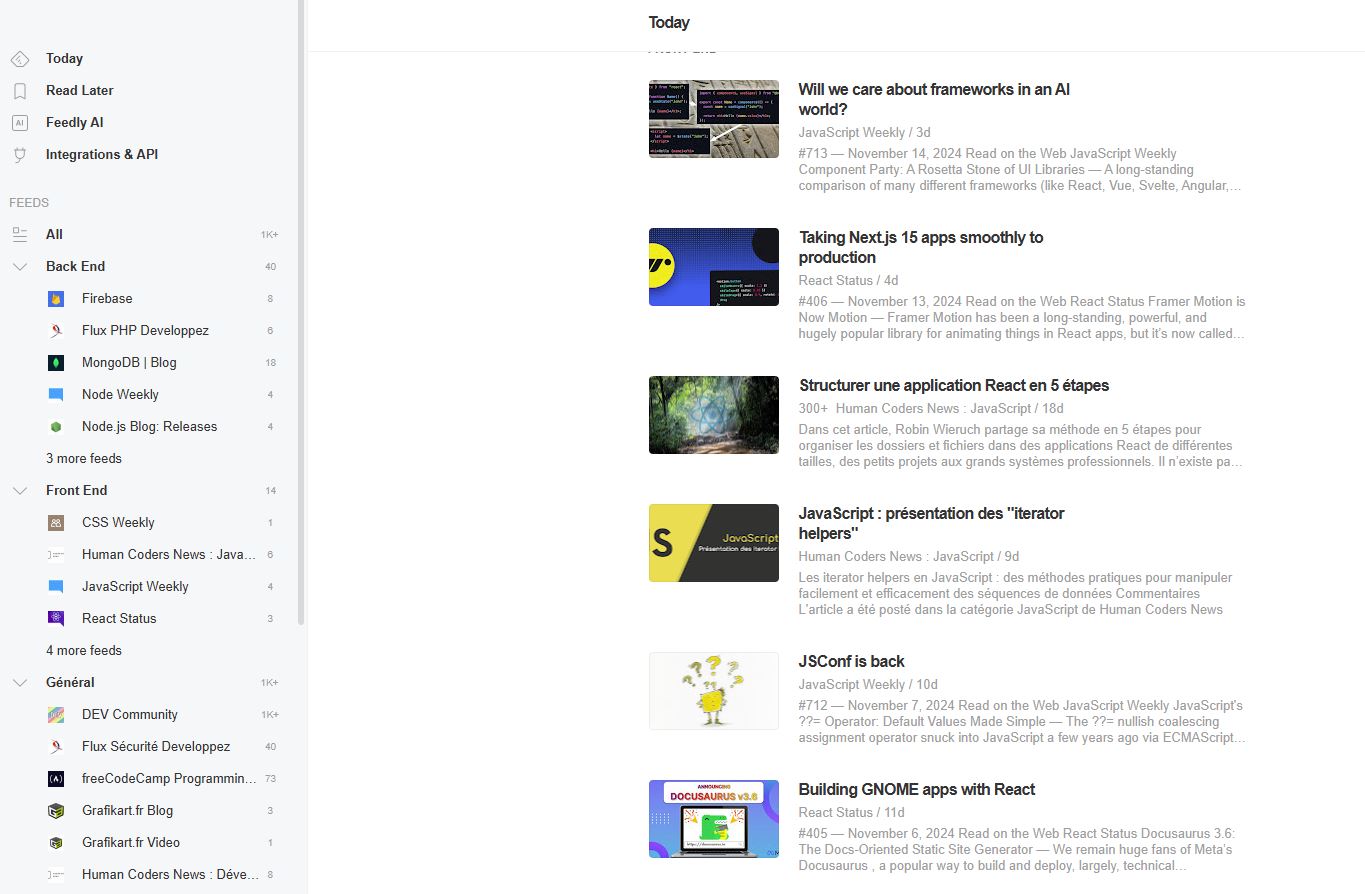 Today
Read Later
Feedly AI
Integrations & API
FEEDS
All 1K+
Back End 40
Firebase 8
Flux PHP Developpez 6
MongoDB | Blog 18
Node Weekly 4
Node.js Blog: Releases 4
3 more feeds
Front End 14
CSS Weekly 1
Human Coders News : Java... 6
JavaScript Weekly 4
React Status 3
4 more feeds
Général 1K+
DEV Community 1K+
Flux Sécurité Developpez 40
freeCodeCamp Programmin... 73
Grafikart.fr Blog 3
Grafikart.fr Video 1
Human Coders News : Déve... 8
Today
Will we care about frameworks in an AI
world?
JavaScript Weekly / 3d
#713 — November 14, 2024 Read on the Web JavaScript Weekly
Component Party: A Rosetta Stone of UI Libraries — A long-standing
comparison of many different frameworks (like React, Vue, Svelte, Angular,...
Taking Next.js 15 apps smoothly to
production
React Status / 4d
#406 — November 13, 2024 Read on the Web React Status Framer Motion is
Now Motion — Framer Motion has been a long-standing, powerful, and
hugely popular library for animating things in React apps, but it's now called...
Structurer une application React en 5 étapes
300+ Human Coders News : JavaScript / 18d
Dans cet article, Robin Wieruch partage sa méthode en 5 étapes pour
organiser les dossiers et fichiers dans des applications React de différentes
tailles, des petits projets aux grands systèmes professionnels. Il n'existe pa...
S
JavaScript
Présentation des iterator
JavaScript : présentation des "iterator
helpers"
Human Coders News : JavaScript / 9d
Les iterator helpers en JavaScript : des méthodes pratiques pour manipuler
facilement et efficacement des séquences de données Commentaires
L'article a été posté dans la catégorie JavaScript de Human Coders News
JSConf is back
JavaScript Weekly / 10d
#712 — November 7, 2024 Read on the Web JavaScript Weekly JavaScript's
??= Operator: Default Values Made Simple — The ??= nullish coalescing
assignment operator snuck into JavaScript a few years ago via ECMAScript...
ANNOUNCING
DOCUSAURUS v3.6
Building GNOME apps with React
React Status / 11d
#405 — November 6, 2024 Read on the Web React Status Docusaurus 3.6:
The Docs-Oriented Static Site Generator — We remain huge fans of Meta's
Docusaurus , a popular way to build and deploy, largely, technical...